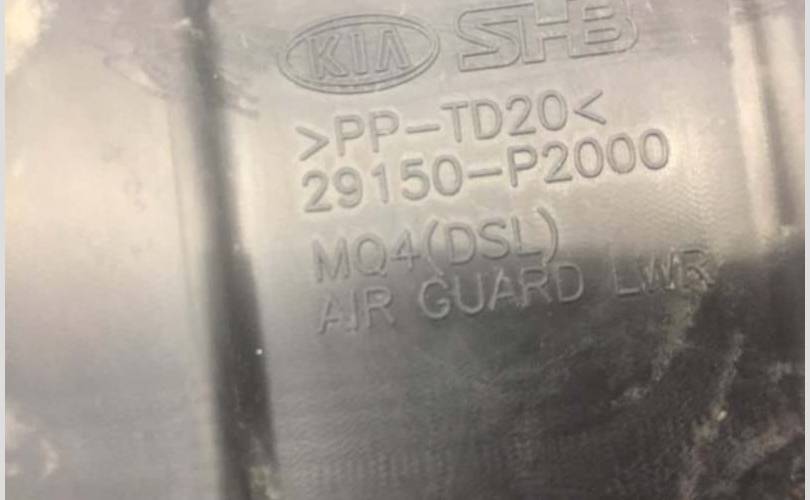 KIA SHB
>PP-TD20<
29150-P2000
MQ4(DSL)
AIR GUARD LWR